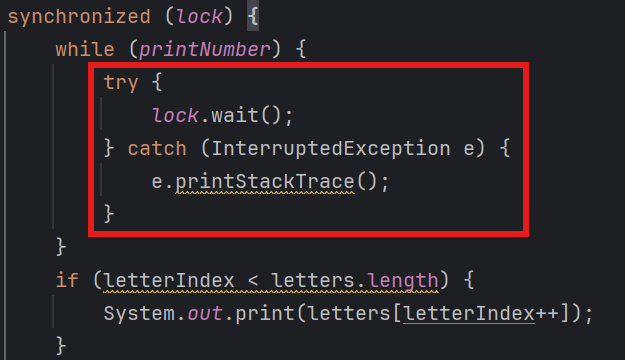 synchronized (lock) {
while (printNumber) {
try {
lock.wait();
} catch (InterruptedException e) {
e.printStackTrace();
}
}
if (letterIndex < letters.length) {
System.out.print(letters[letterIndex++]);
}